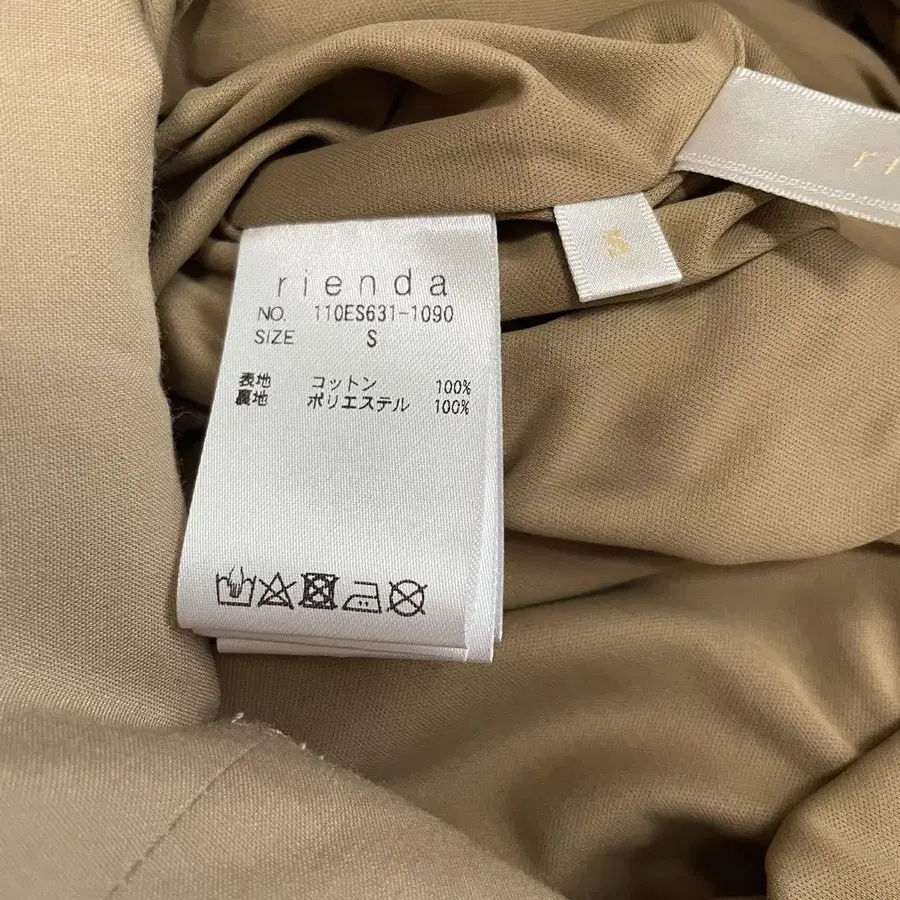 rienda
NO. 110ES631-1090
SIZE S
表地 コットン 100%
裏地 ポリエステル 100%
S